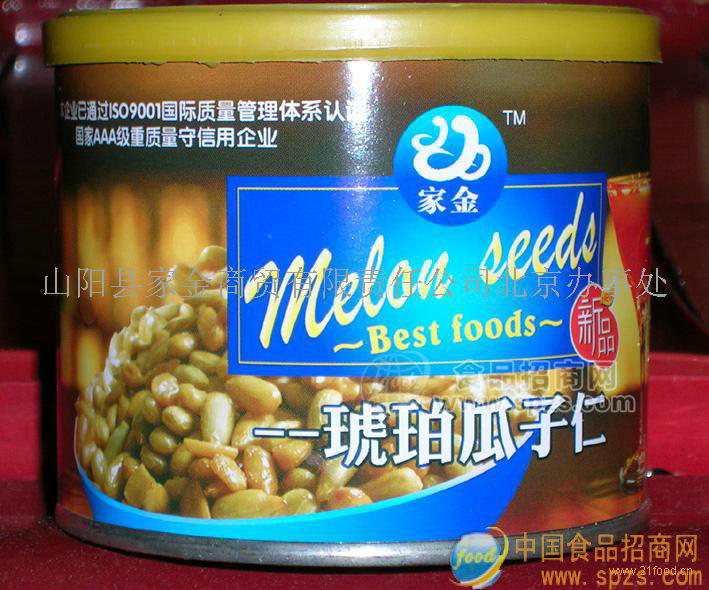 企业已通过ISO9001国际质量管理体系认
国家AAA级重质量守信用企业
TM
家金
melon seeds
山阳县家金商贸有限责任公司北京办事处
~Best foods~
新品
食品招商网
www.spzs.com
--琥珀瓜子仁
food
中国食品招商网
www.21food.cn
www.spzs.com